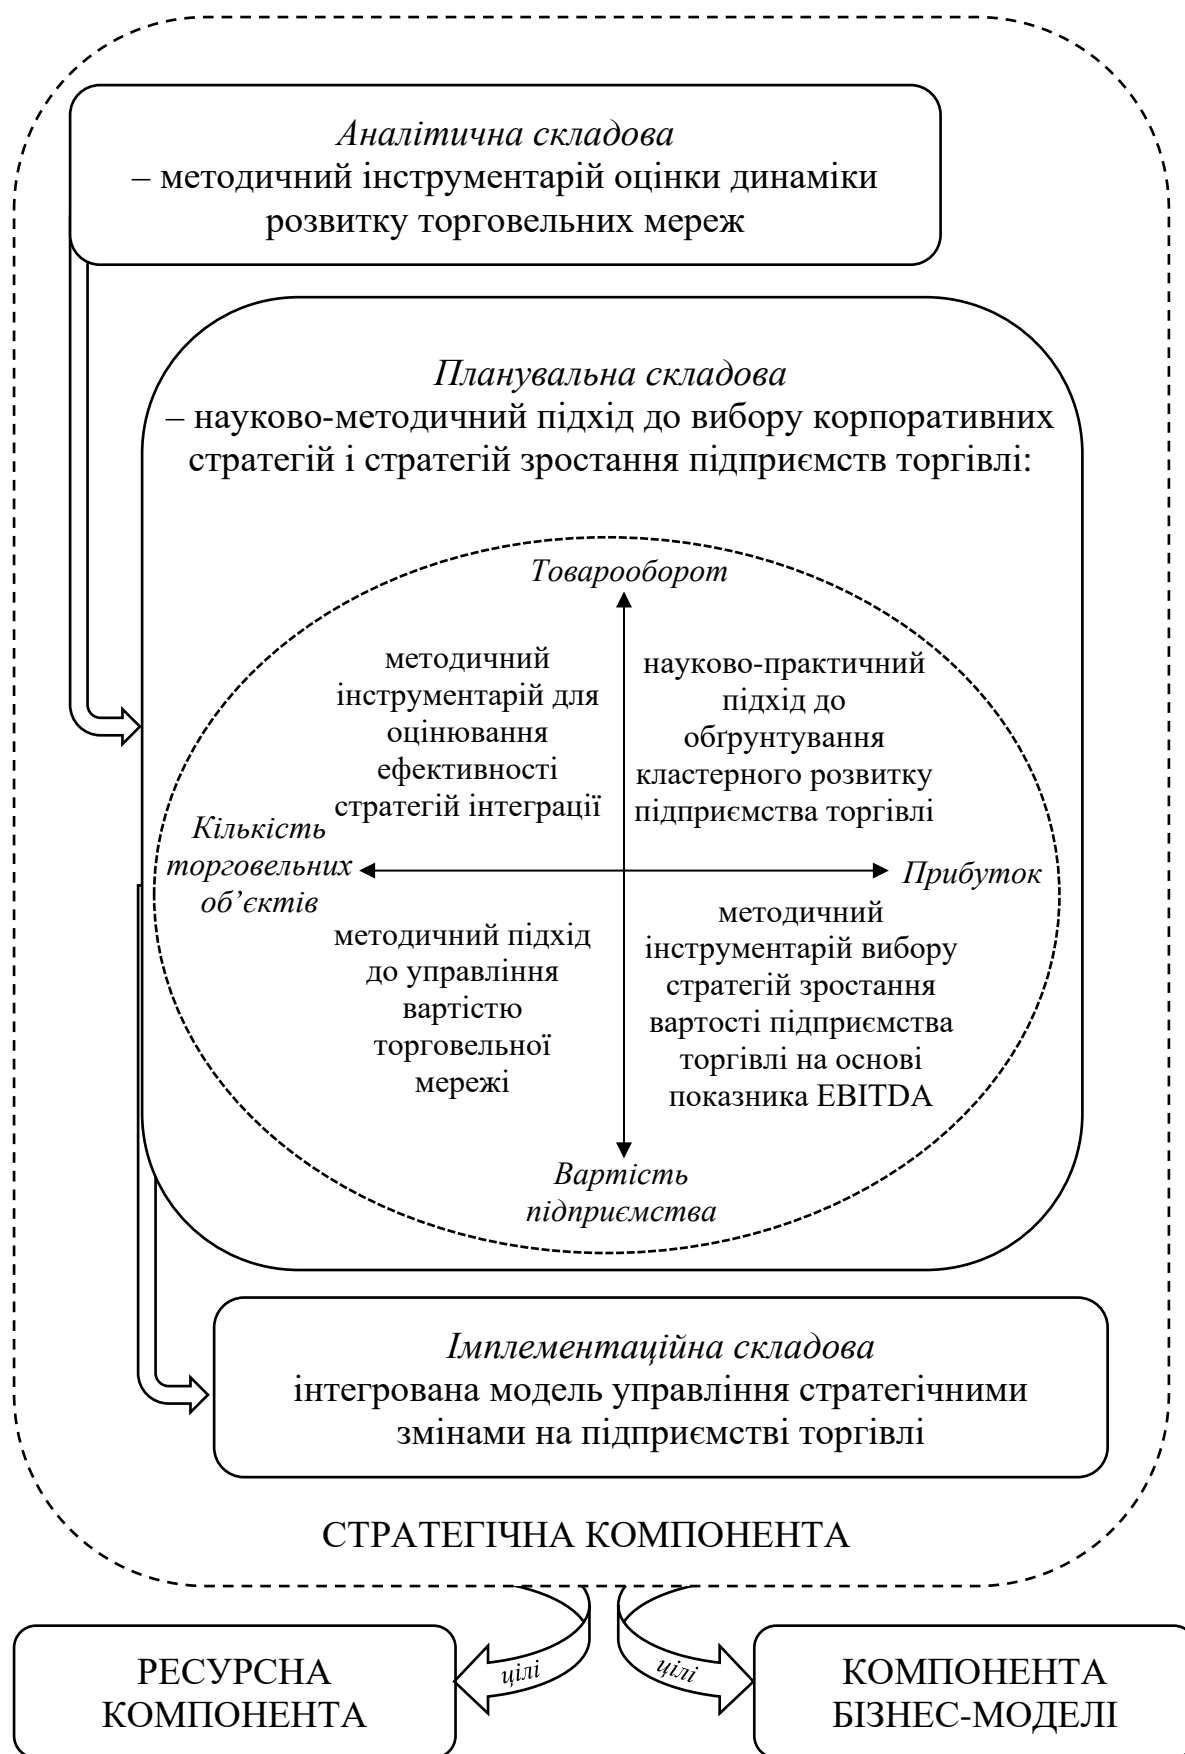 Аналітична складова
– методичний інструментарій оцінки динаміки
розвитку торговельних мереж
Планувальна складова
– науково-методичний підхід до вибору корпоративних
стратегій і стратегій зростання підприємств торгівлі:
Товарооборот
методичний
інструментарій для
оцінювання
ефективності
стратегій інтеграції
науково-практичний
підхід до
обґрунтування
кластерного розвитку
підприємства торгівлі
Кількість
торговельних
об’єктів
Прибуток
методичний підхід
до управління
вартістю
торговельної
мережі
методичний
інструментарій вибору
стратегій зростання
вартості підприємства
торгівлі на основі
показника EBITDA
Вартість
підприємства
Імплементаційна складова
інтегрована модель управління стратегічними
змінами на підприємстві торгівлі
СТРАТЕГІЧНА КОМПОНЕНТА
цілі
цілі
РЕСУРСНА
КОМПОНЕНТА
КОМПОНЕНТА
БІЗНЕС-МОДЕЛІ